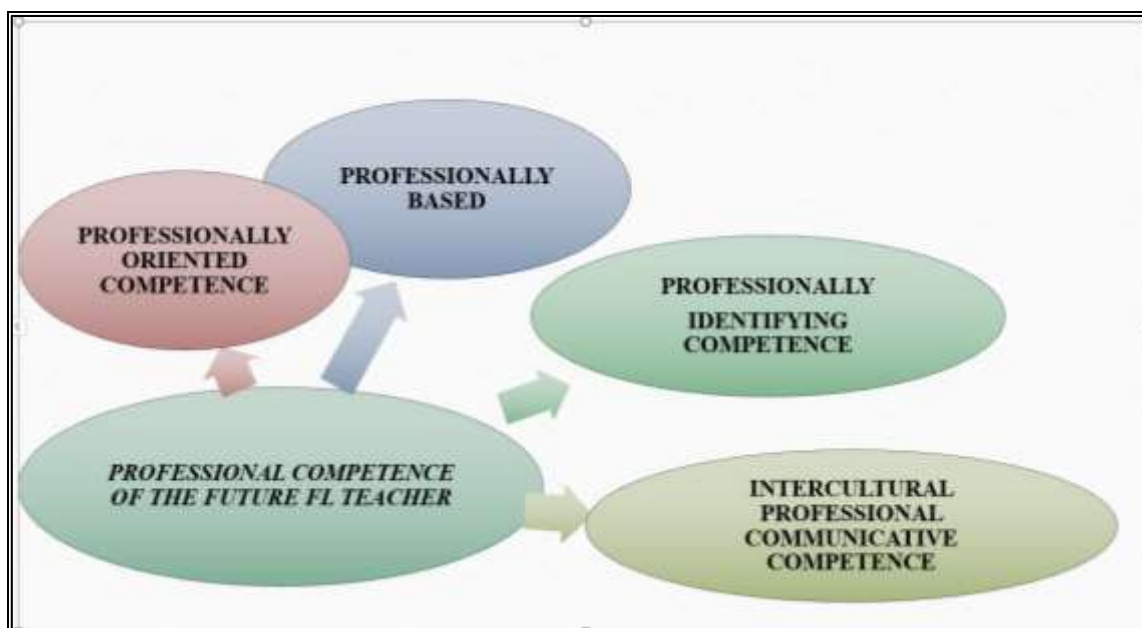 PROFESSIONALLY
BASED
PROFESSIONALLY
ORIENTED
COMPETENCE
PROFESSIONALLY
IDENTIFYING
COMPETENCE
PROFESSIONAL COMPETENCE
OF THE FUTURE FL TEACHER
INTERCULTURAL
PROFESSIONAL
COMMUNICATIVE
COMPETENCE